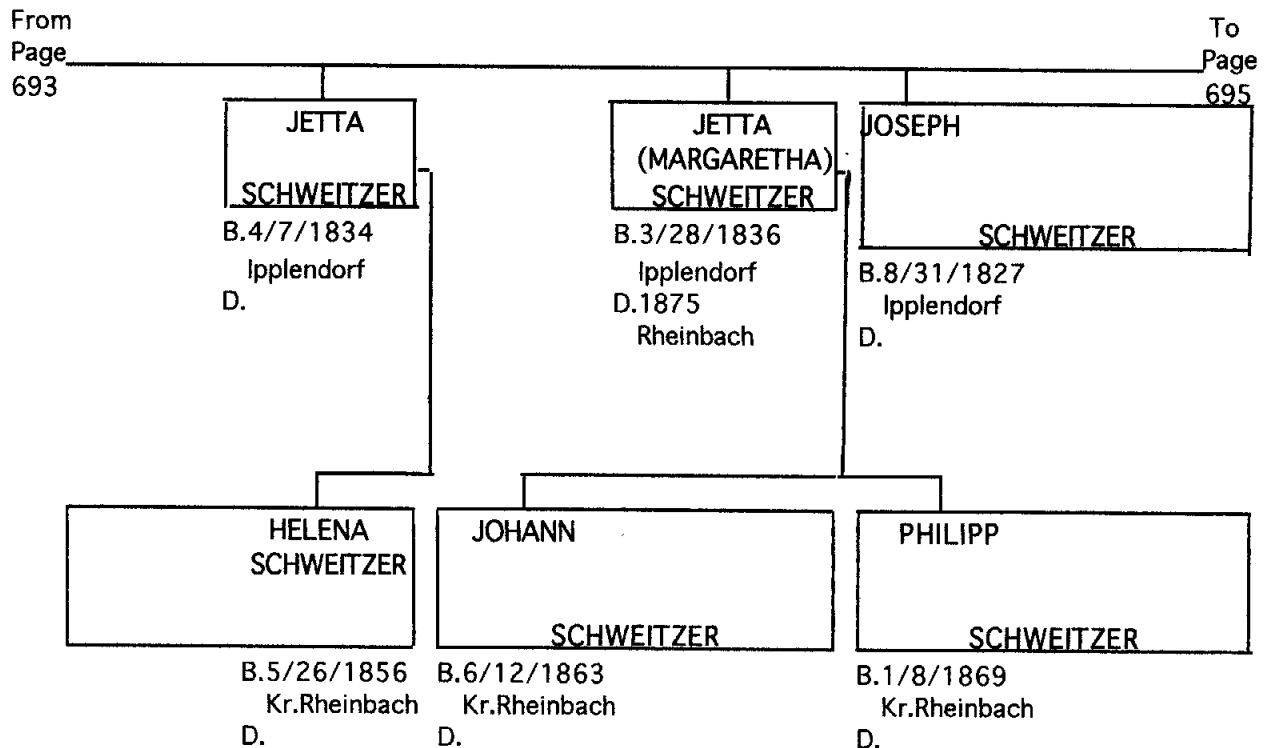 From
Page
693
To
Page
695
JETTA
SCHWEITZER
B.4/7/1834
Ipplendorf
D.
JETTA
(MARGARETHA)
SCHWEITZER
B.3/28/1836
Ipplendorf
D.1875
Rheinbach
JOSEPH
SCHWEITZER
B.8/31/1827
Ipplendorf
D.
HELENA
SCHWEITZER
B.5/26/1856
Kr.Rheinbach
D.
JOHANN
SCHWEITZER
B.6/12/1863
Kr.Rheinbach
D.
PHILIPP
SCHWEITZER
B.1/8/1869
Kr.Rheinbach
D.